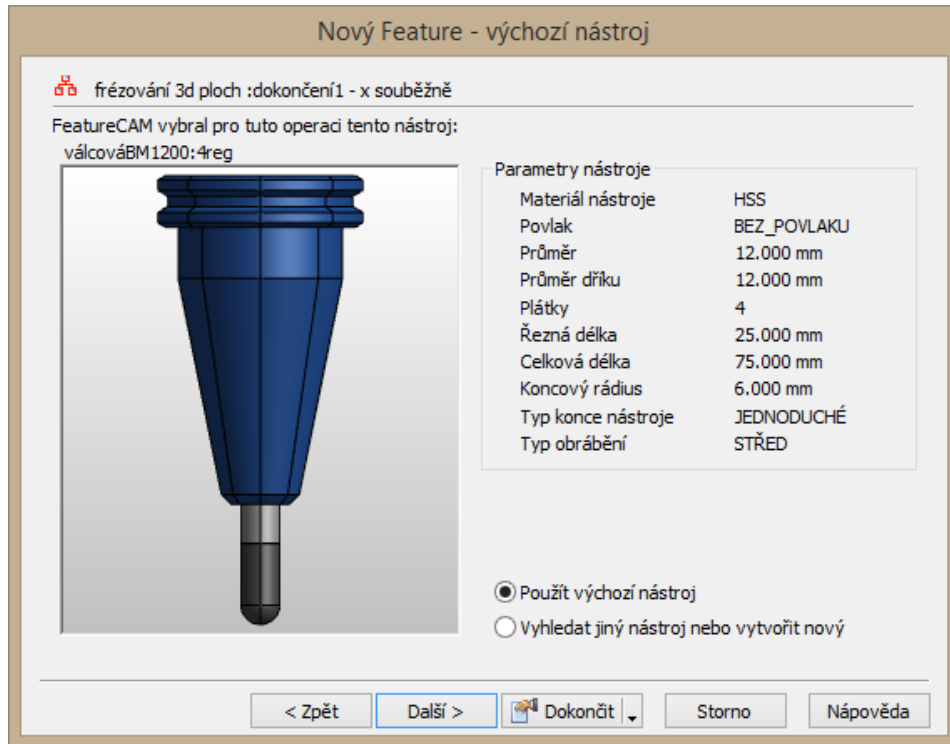 Nový Feature - výchozí nástroj
frézování 3d ploch :dokončení1 - x souběžně
FeatureCAM vybral pro tuto operaci tento nástroj:
válcováBM1200:4reg
Parametry nástroje
Materiál nástroje HSS
Povlak BEZ_POVLAKU
Průměr 12.000 mm
Průměr dříku 12.000 mm
Plátky 4
Řezná délka 25.000 mm
Celková délka 75.000 mm
Koncový rádius 6.000 mm
Typ konce nástroje JEDNODUCHÉ
Typ obrábění STŘED
Použít výchozí nástroj
Vyhledat jiný nástroj nebo vytvořit nový
< Zpět Další > Dokončit Storno Nápověda